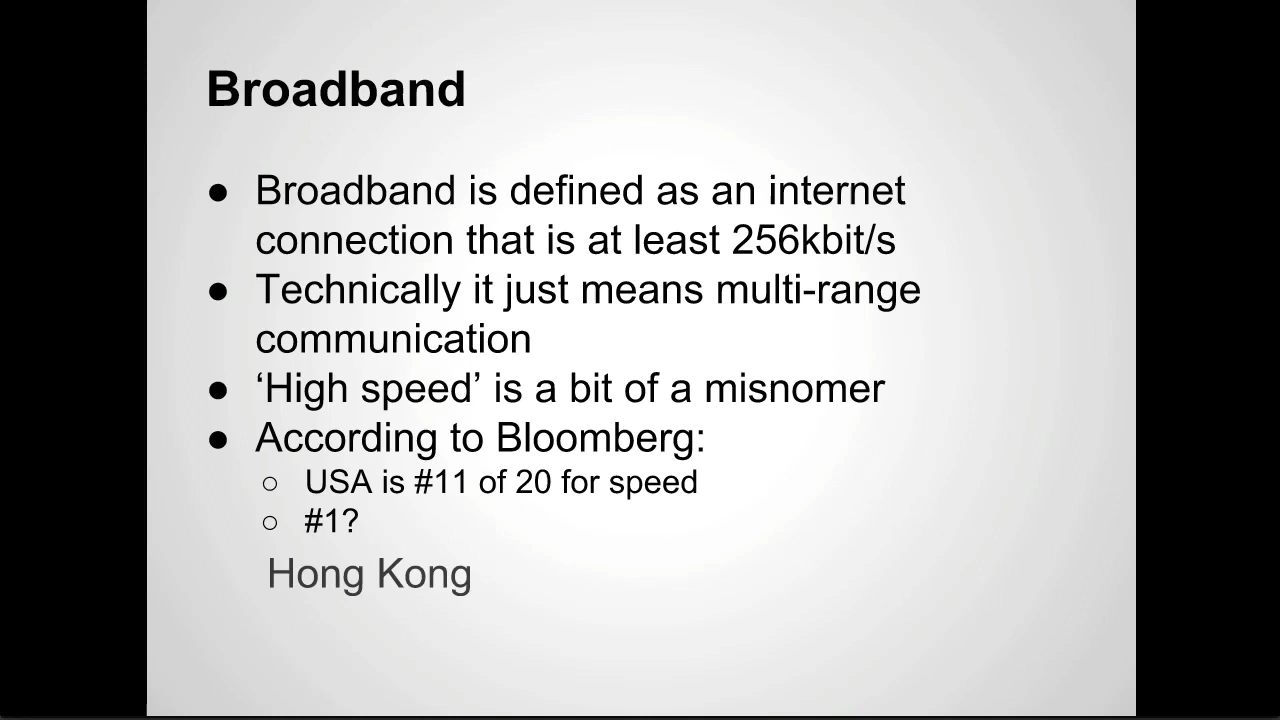 Broadband
● Broadband is defined as an internet
connection that is at least 256kbit/s
● Technically it just means multi-range
communication
● ‘High speed’ is a bit of a misnomer
● According to Bloomberg:
○ USA is #11 of 20 for speed
○ #1?
Hong Kong